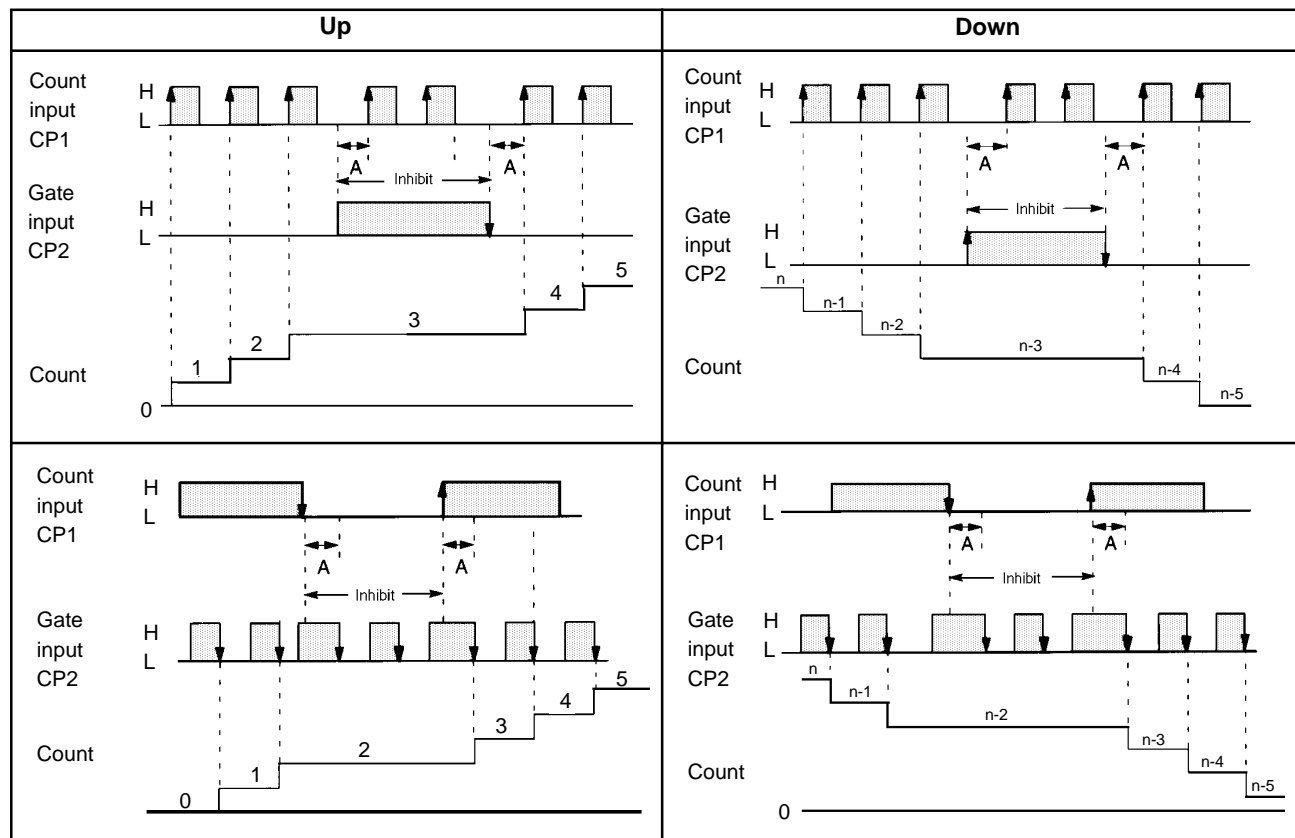 Up
Down
Count
input
CP1
H
L
A
A
Inhibit
Gate
input
CP2
H
L
Count
0
1
2
3
4
5
Count
input
CP1
H
L
A
A
Inhibit
Gate
input
CP2
H
L
n
n-1
n-2
n-3
n-4
n-5
Count
Count
input
CP1
H
L
A
A
Inhibit
Gate
input
CP2
H
L
Count
0
1
2
3
4
5
Count
input
CP1
H
L
A
A
Inhibit
Gate
input
CP2
H
L
n
n-1
n-2
n-3
n-4
n-5
Count
0